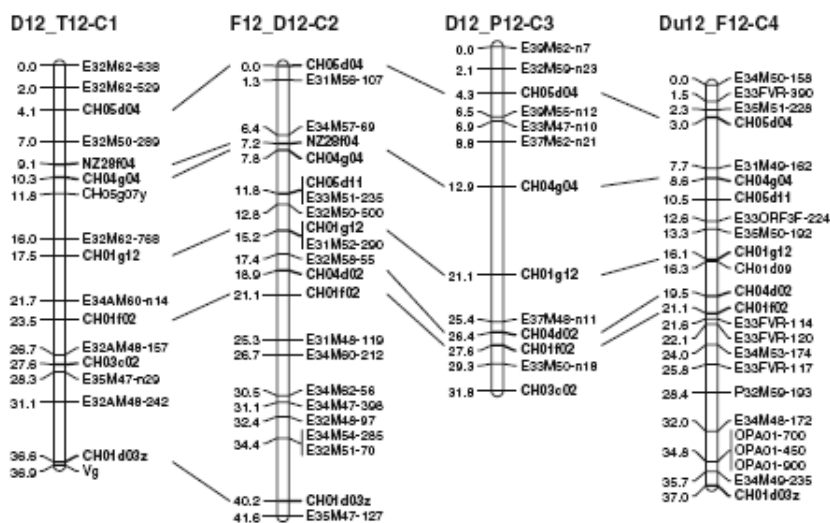 D12_T12-C1
0.0 E32M62-638
2.0 E32M62-529
4.1 CH05d04
7.0 E32M50-289
9.1 NZ28f04
10.3 CH04g04
11.8 CH05g07y
16.0 E32M62-768
17.5 CH01g12
21.7 E34AM60-n14
23.5 CH01f02
26.7 E32AM48-157
27.6 CH03c02
28.3 E35M47-n29
31.1 E32AM48-242
36.6 CH01d03z
36.9 Vg
F12_D12-C2
0.0 CH05d04
1.3 E31M56-107
6.4 E34M57-69
7.2 NZ28f04
7.8 CH04g04
11.8 CH05d11
E33M51-235
12.8 E32M50-500
15.2 CH01g12
E31M52-290
17.4 E32M58-55
18.9 CH04d02
21.1 CH01f02
25.3 E31M48-119
26.7 E34M60-212
30.5 E34M62-56
31.1 E34M47-398
32.4 E32M48-97
34.4 E34M54-285
E32M51-70
40.2 CH01d03z
41.6 E35M47-127
D12_P12-C3
0.0 E39M62-n7
2.1 E32M59-n23
4.3 CH05d04
6.5 E39M55-n12
6.9 E33M47-n10
8.8 E37M62-n21
12.9 CH04g04
21.1 CH01g12
25.4 E37M48-n11
26.4 CH04d02
27.6 CH01f02
29.3 E33M50-n18
31.8 CH03c02
Du12_F12-C4
0.0 E34M50-158
1.5 E33FVR-390
2.3 E35M51-228
3.0 CH05d04
7.7 E31M49-162
8.6 CH04g04
10.5 CH05d11
12.6 E33ORF3F-224
13.3 E35M50-192
16.1 CH01g12
16.3 CH01d09
19.5 CH04d02
21.1 CH01f02
21.6 E33FVR-114
22.1 E33FVR-120
24.0 E34M53-174
25.8 E33FVR-117
28.4 P32M59-193
32.0 E34M48-172
OPA01-700
34.8 OPA01-450
OPA01-900
35.7 E34M49-235
37.0 CH01d03z